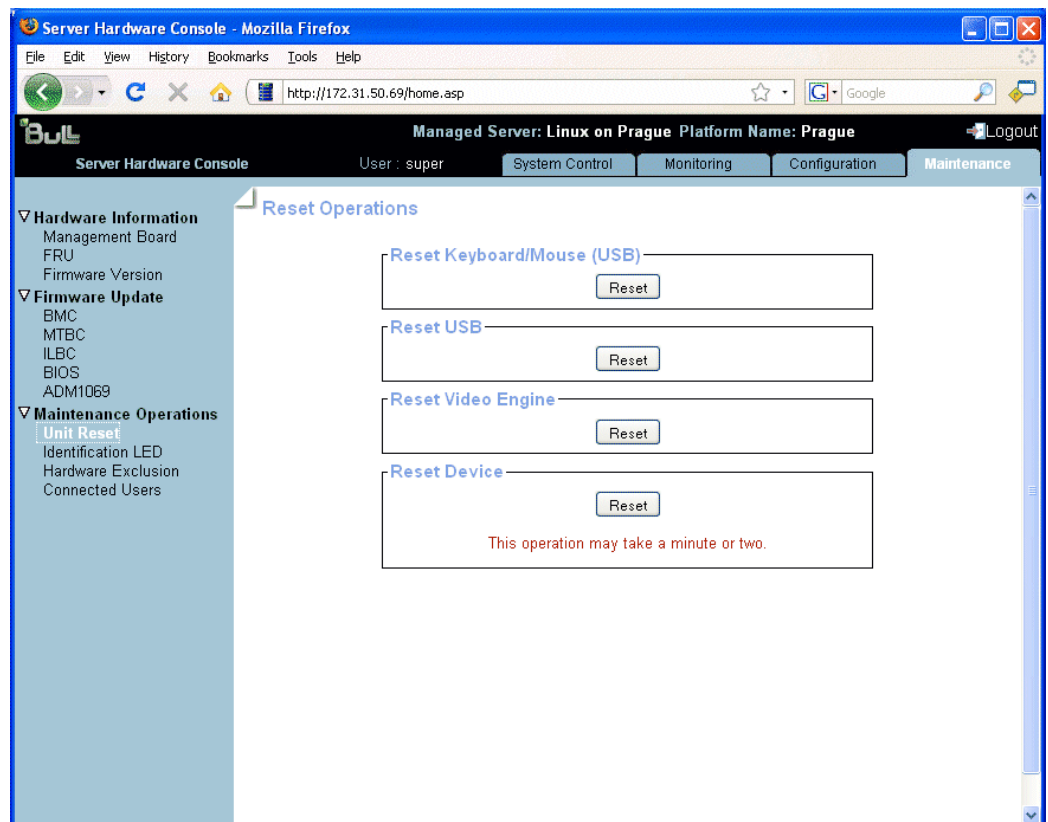 Server Hardware Console - Mozilla Firefox
File Edit View History Bookmarks Tools Help
http://172.31.50.69/home.asp
G
Google
Bull
Managed Server: Linux on Prague Platform Name: Prague
Logout
Server Hardware Console
User : super
System Control
Monitoring
Configuration
Maintenance
Hardware Information
Management Board
FRU
Firmware Version
Firmware Update
BMC
MTBC
ILBC
BIOS
ADM1069
Maintenance Operations
Unit Reset
Identification LED
Hardware Exclusion
Connected Users
Reset Operations
Reset Keyboard/Mouse (USB)
Reset
Reset USB
Reset
Reset Video Engine
Reset
Reset Device
Reset
This operation may take a minute or two.